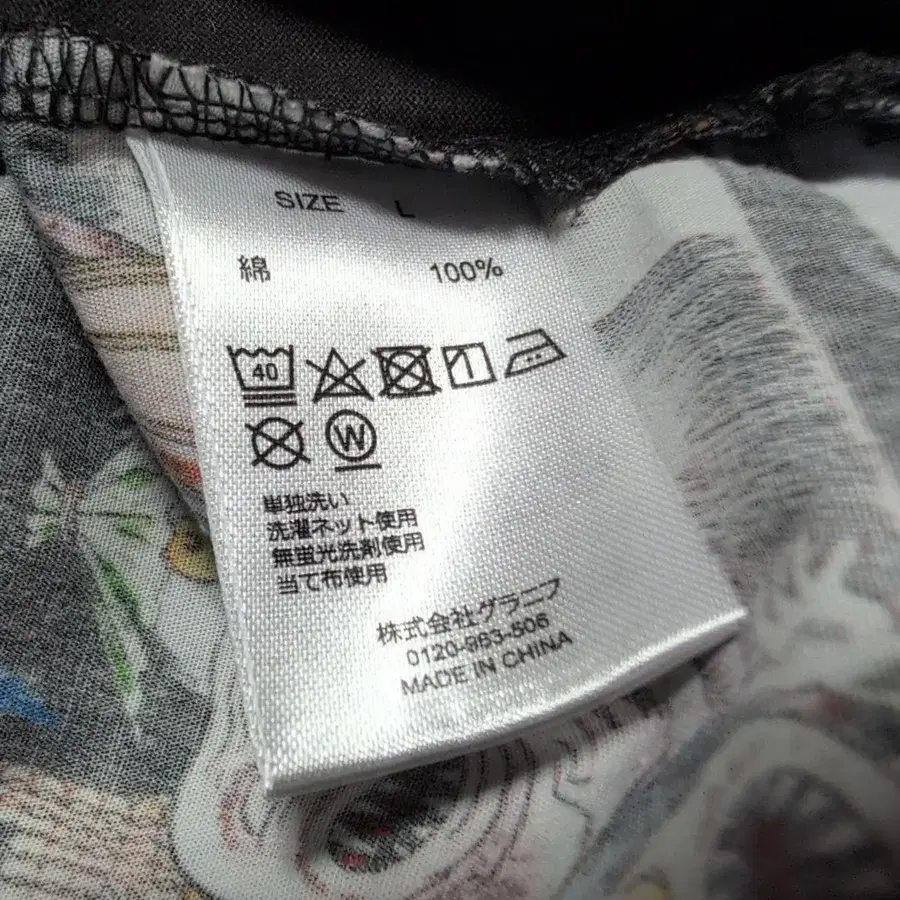 SIZE L
綿 100%
40
W
単独洗い
洗濯ネット使用
無蛍光洗剤使用
当て布使用
株式会社グラニフ
0120-963-506
MADE IN CHINA